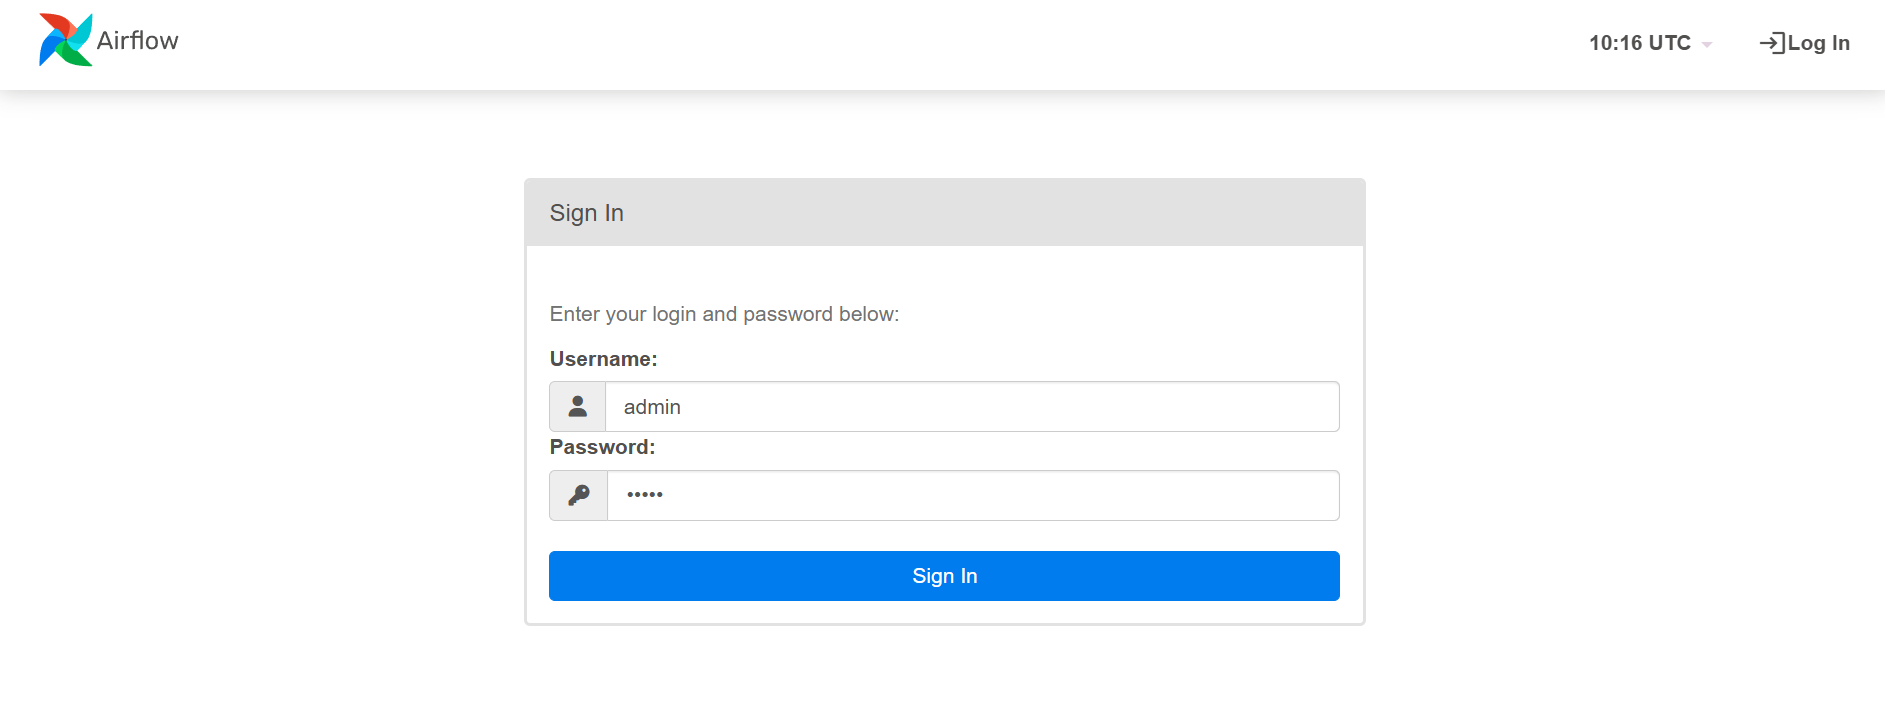 Airflow
10:16 UTC
Log In
Sign In
Enter your login and password below:
Username:
admin
Password:
•••••
Sign In